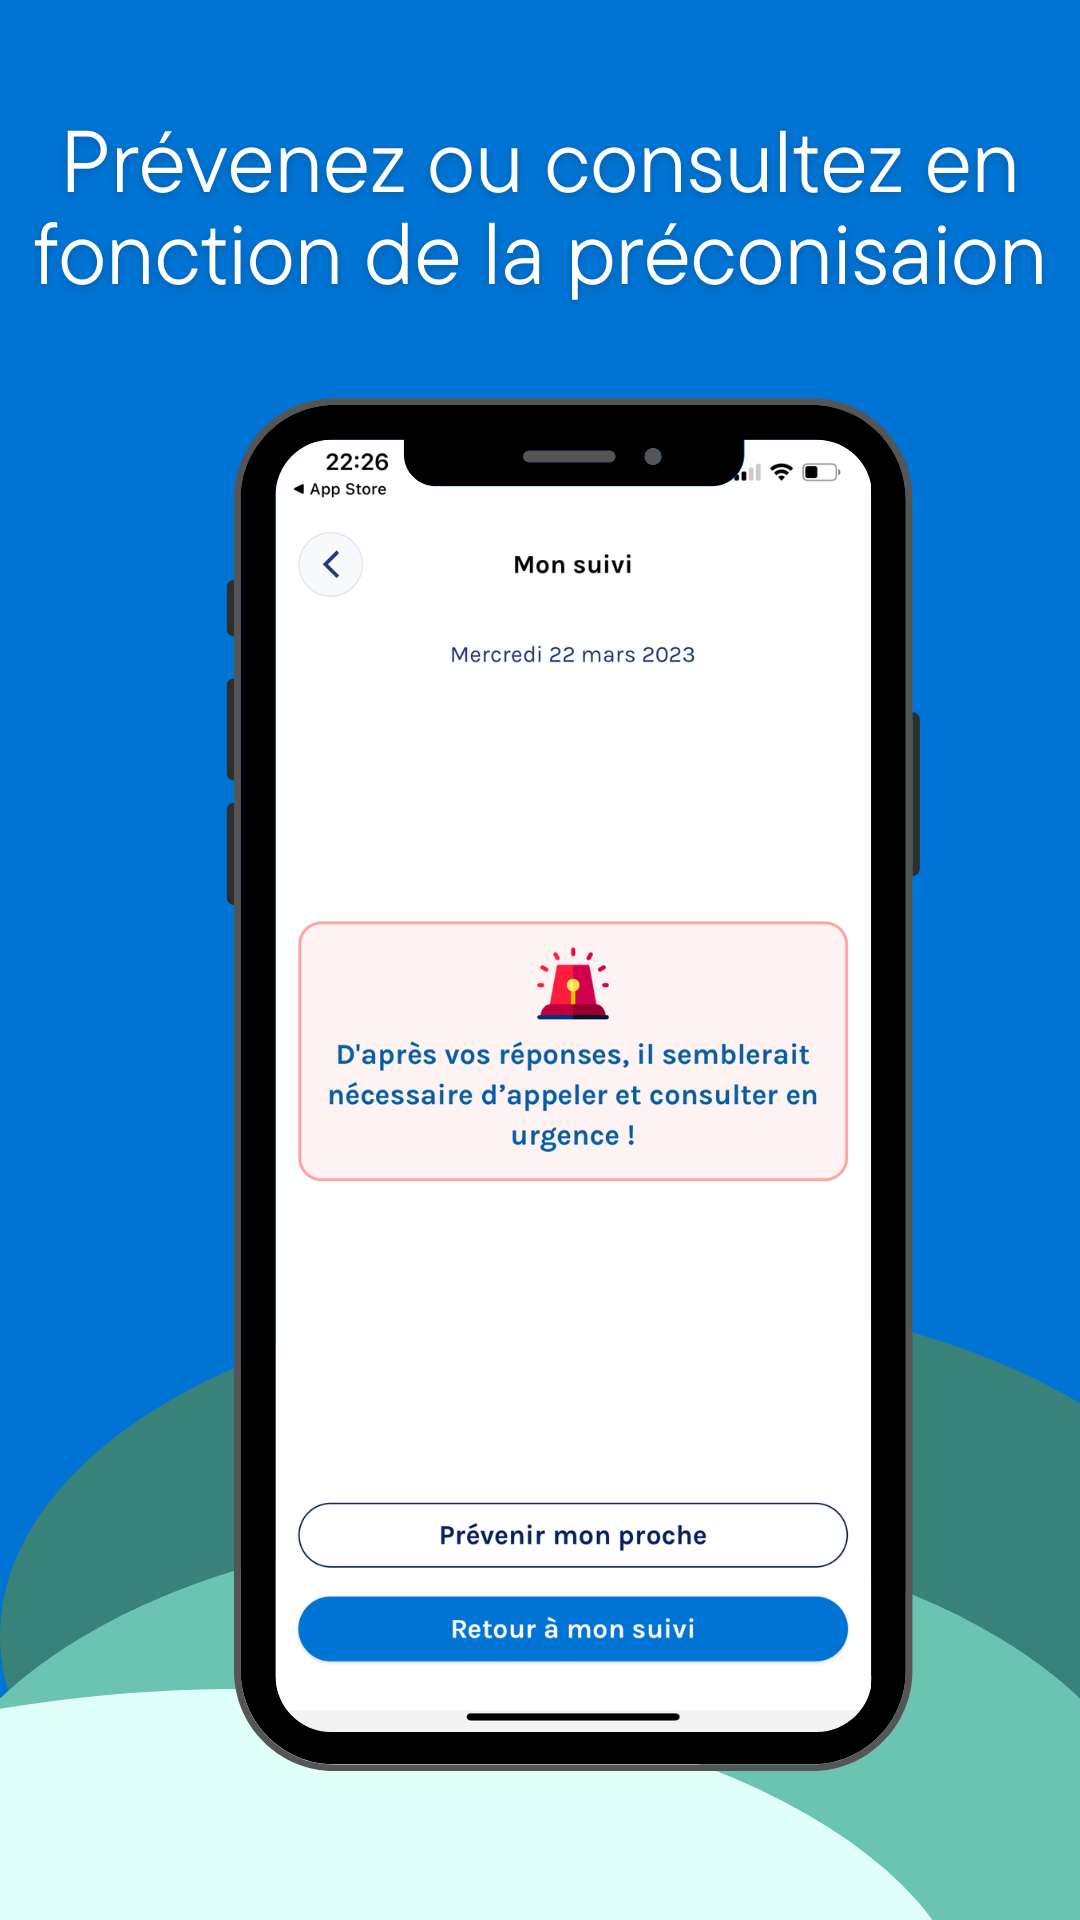 Prévenez ou consultez en
fonction de la préconisaion
22:26
◀ App Store
Mon suivi
Mercredi 22 mars 2023
D'après vos réponses, il semblerait
nécessaire d’appeler et consulter en
urgence !
Prévenir mon proche
Retour à mon suivi